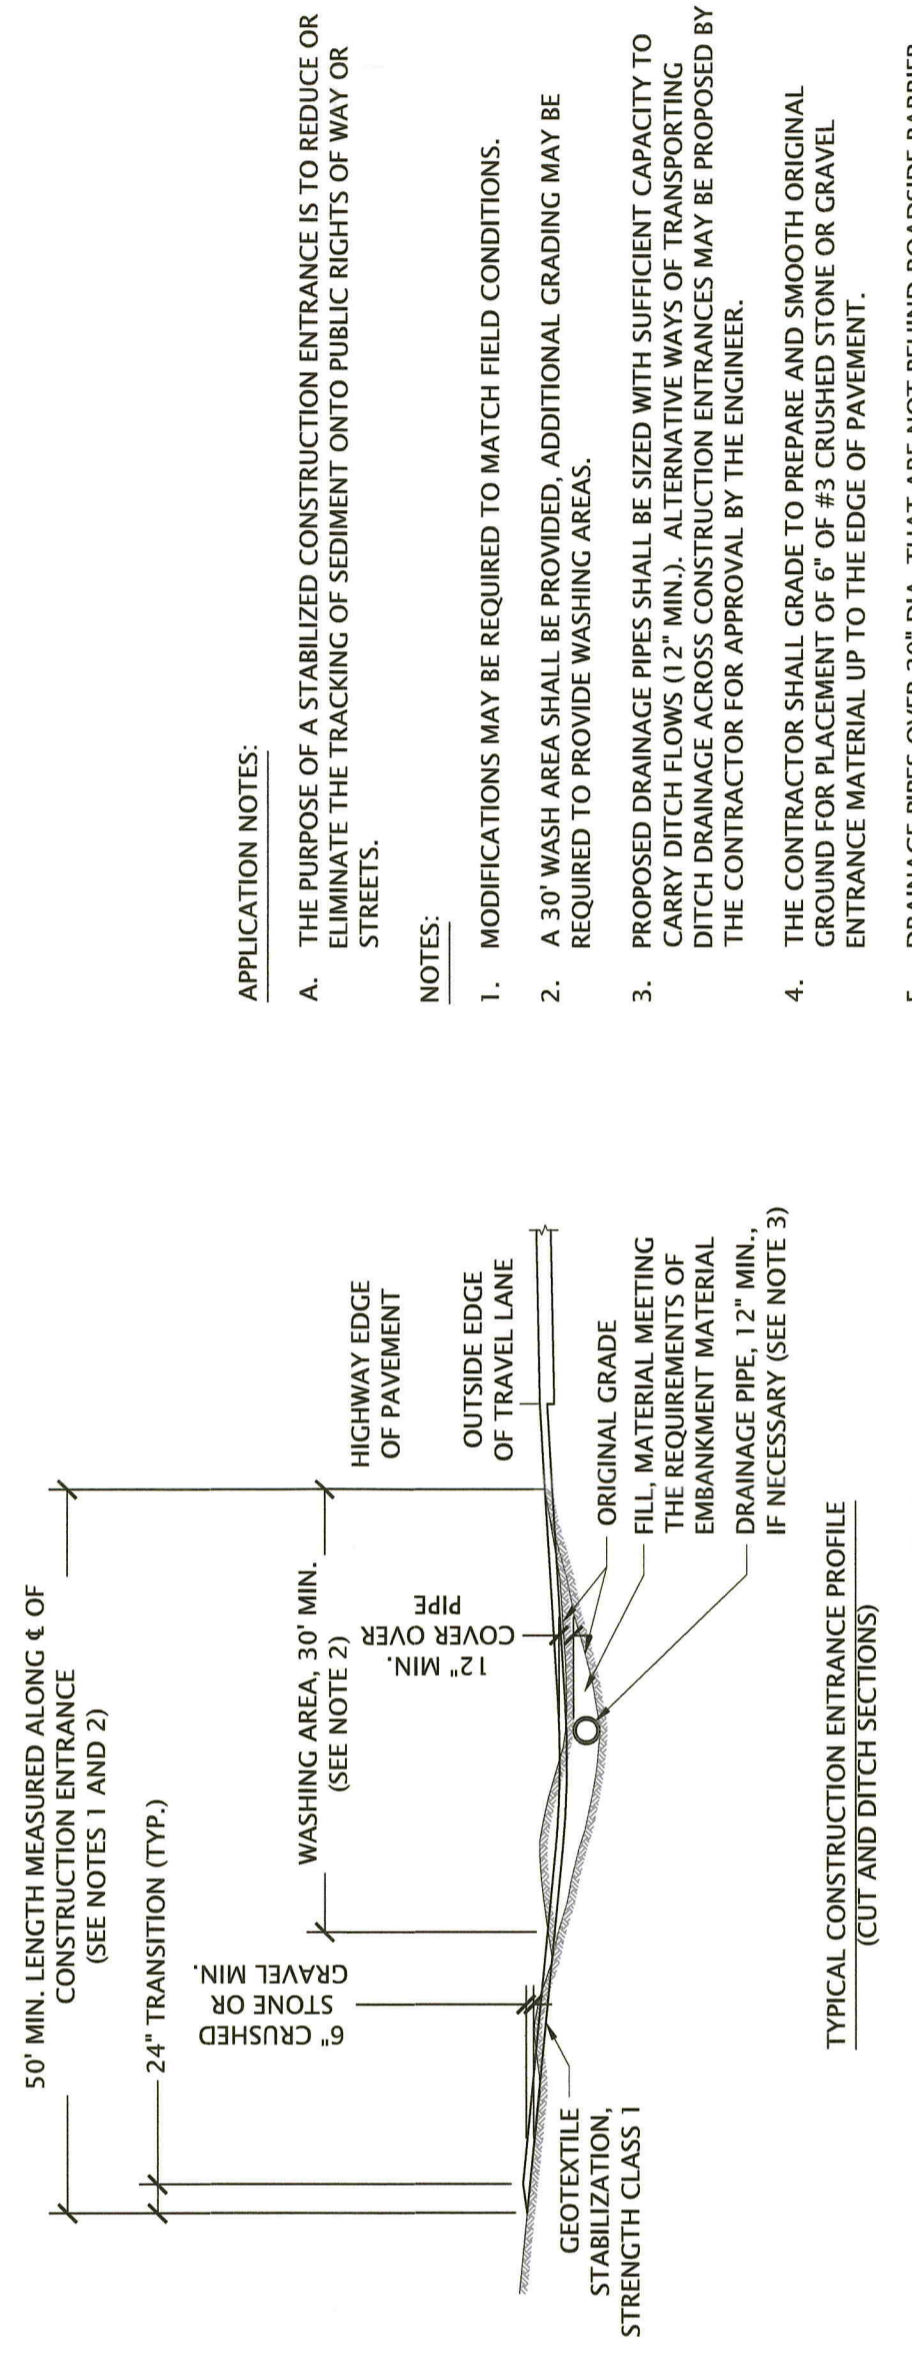 50' MIN. LENGTH MEASURED ALONG ℄ OF
CONSTRUCTION ENTRANCE
(SEE NOTES 1 AND 2)
24" TRANSITION (TYP.)
6" CRUSHED
STONE OR
GRAVEL MIN.
WASHING AREA, 30' MIN.
(SEE NOTE 2)
12" MIN.
COVER OVER
PIPE
HIGHWAY EDGE
OF PAVEMENT
OUTSIDE EDGE
OF TRAVEL LANE
GEOTEXTILE
STABILIZATION,
STRENGTH CLASS 1
ORIGINAL GRADE
FILL, MATERIAL MEETING
THE REQUIREMENTS OF
EMBANKMENT MATERIAL
DRAINAGE PIPE, 12" MIN.,
IF NECESSARY (SEE NOTE 3)
TYPICAL CONSTRUCTION ENTRANCE PROFILE
(CUT AND DITCH SECTIONS)
APPLICATION NOTES:
A. THE PURPOSE OF A STABILIZED CONSTRUCTION ENTRANCE IS TO REDUCE OR
ELIMINATE THE TRACKING OF SEDIMENT ONTO PUBLIC RIGHTS OF WAY OR
STREETS.
NOTES:
1. MODIFICATIONS MAY BE REQUIRED TO MATCH FIELD CONDITIONS.
2. A 30' WASH AREA SHALL BE PROVIDED, ADDITIONAL GRADING MAY BE
REQUIRED TO PROVIDE WASHING AREAS.
3. PROPOSED DRAINAGE PIPES SHALL BE SIZED WITH SUFFICIENT CAPACITY TO
CARRY DITCH FLOWS (12" MIN.). ALTERNATIVE WAYS OF TRANSPORTING
DITCH DRAINAGE ACROSS CONSTRUCTION ENTRANCES MAY BE PROPOSED BY
THE CONTRACTOR FOR APPROVAL BY THE ENGINEER.
4. THE CONTRACTOR SHALL GRADE TO PREPARE AND SMOOTH ORIGINAL
GROUND FOR PLACEMENT OF 6" OF #3 CRUSHED STONE OR GRAVEL
ENTRANCE MATERIAL UP TO THE EDGE OF PAVEMENT.